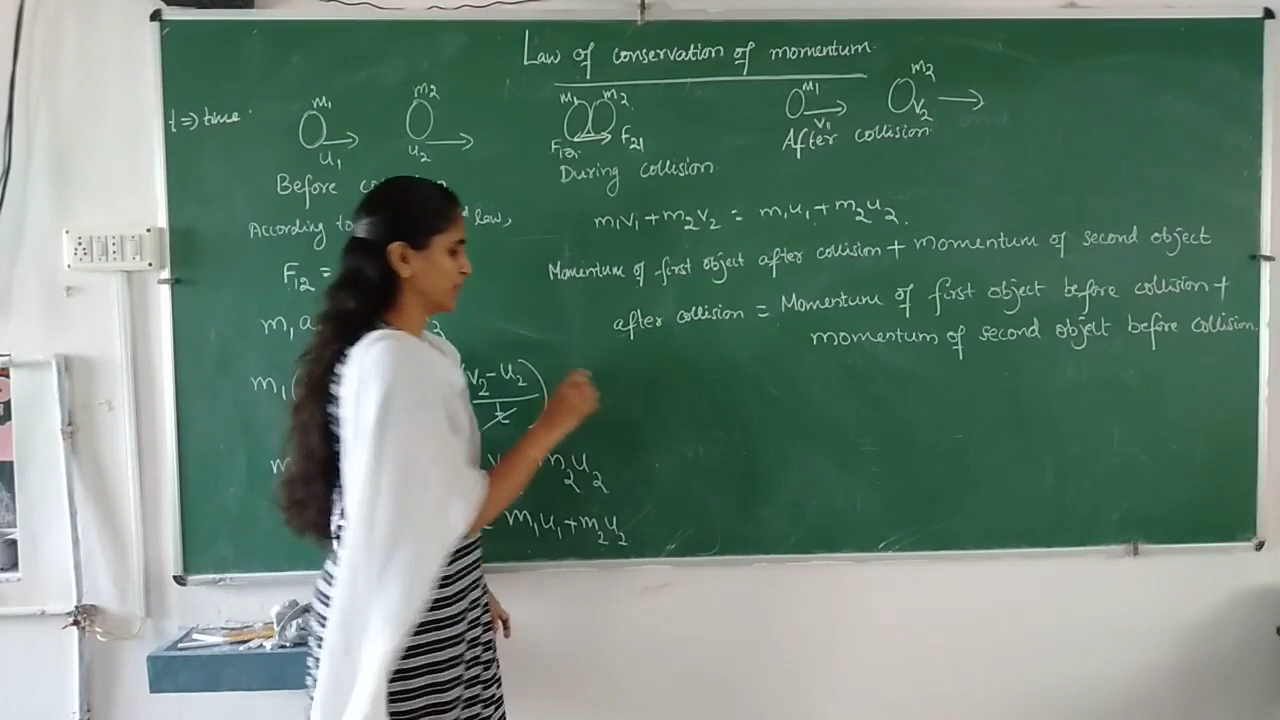 Law of conservation of momentum.
t => time.
m1 m2
u1 u2
Before
m1 m2
F12 F21
During collision.
m1 m2
v1 v2
After collision.
According to law,
F12 =
m1 a 2
m1( v2 - u2 / t )
m m2u2
= m1u1 + m2u2
m1v1 + m2v2 = m1u1 + m2u2.
Momentum of first object after collision + momentum of second object
after collision = Momentum of first object before collision +
momentum of second object before collision.